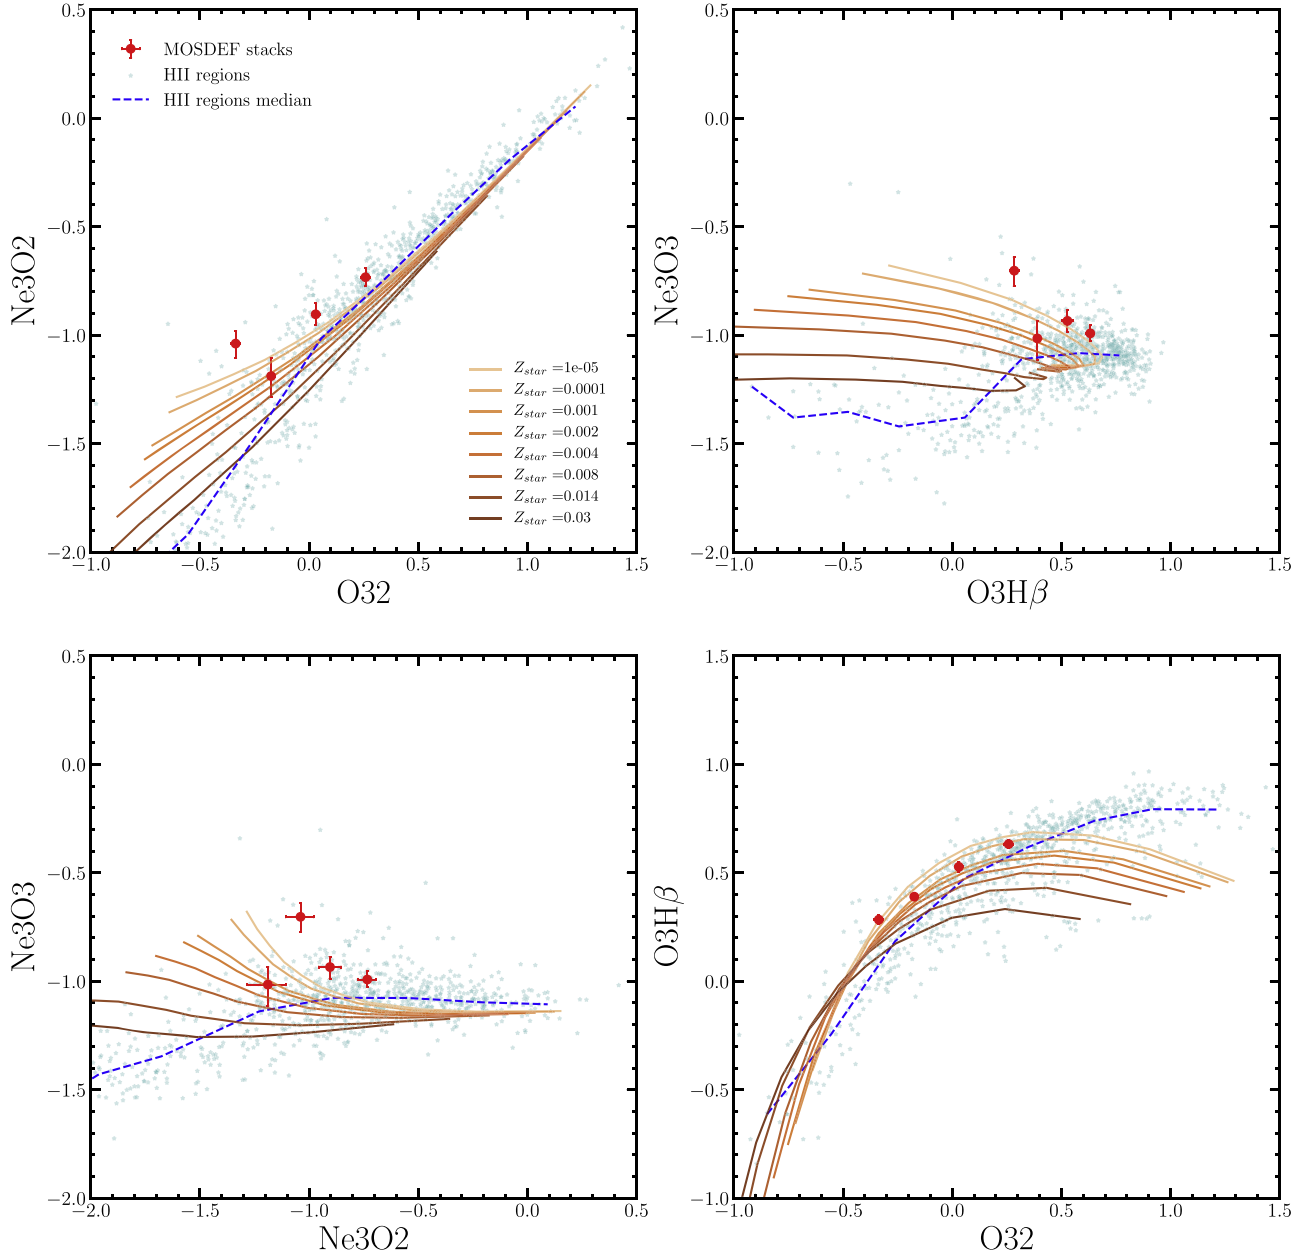 0.5
0.0
−0.5
−1.0
−1.5
−2.0
Ne3O2
MOSDEF stacks
HII regions
HII regions median
Z_star =1e-05
Z_star =0.0001
Z_star =0.001
Z_star =0.002
Z_star =0.004
Z_star =0.008
Z_star =0.014
Z_star =0.03
−1.0 −0.5 0.0 0.5 1.0 1.5
O32
0.5
0.0
−0.5
−1.0
−1.5
−2.0
Ne3O3
−1.0 −0.5 0.0 0.5 1.0 1.5
O3Hβ
0.5
0.0
−0.5
−1.0
−1.5
−2.0
Ne3O3
−2.0 −1.5 −1.0 −0.5 0.0 0.5
Ne3O2
1.5
1.0
0.5
0.0
−0.5
−1.0
O3Hβ
−1.0 −0.5 0.0 0.5 1.0 1.5
O32